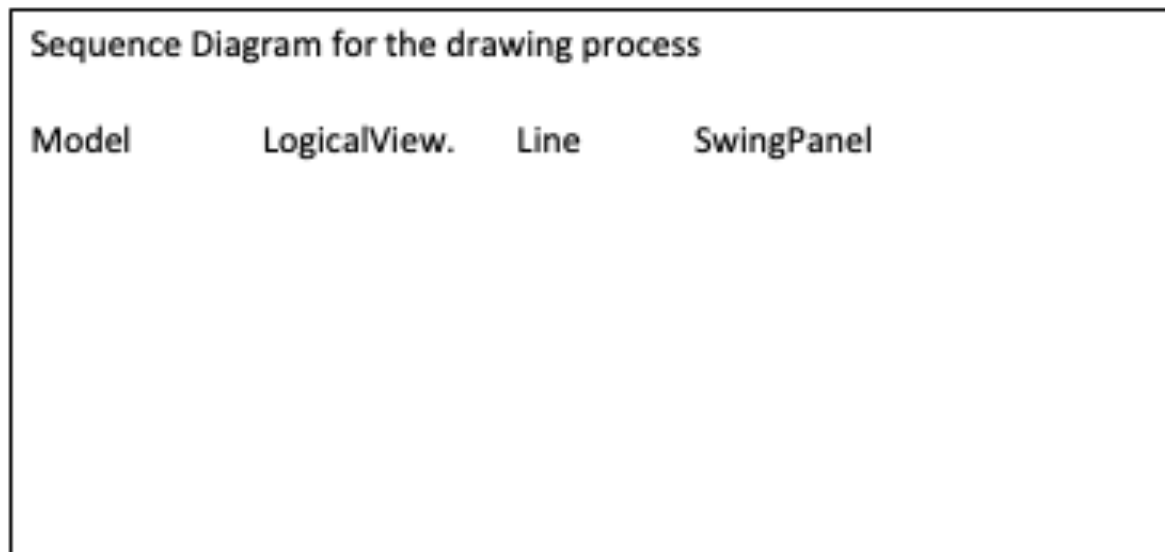 Sequence Diagram for the drawing process
Model LogicalView. Line SwingPanel